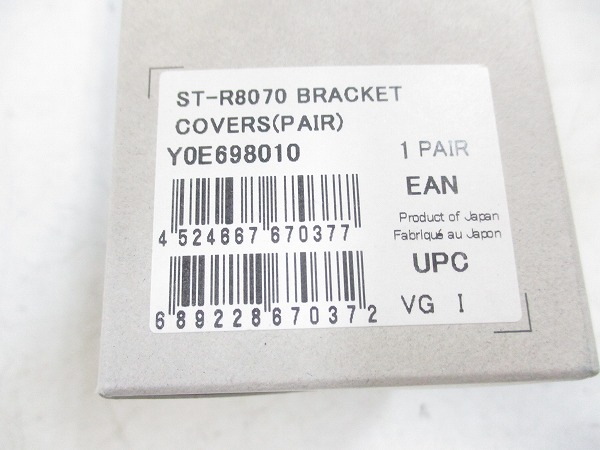 ST-R8070 BRACKET
COVERS(PAIR)
Y0E698010
1 PAIR
4 524667 670377
EAN
Product of Japan
Fabriqué au Japon
6 89228 67037 2
UPC
VG I